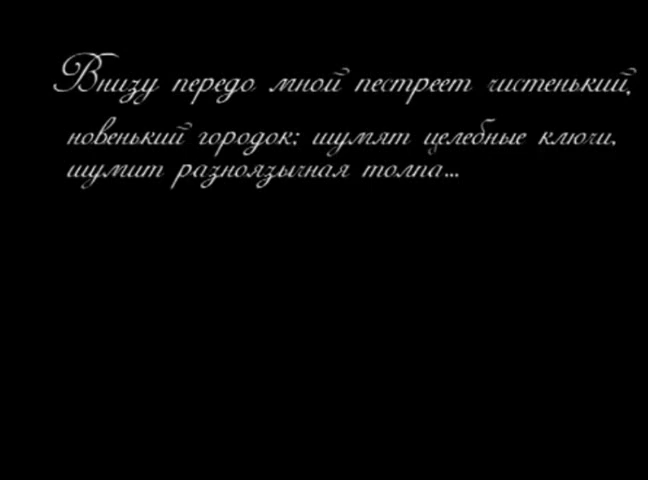 Внизу передо мной пестреет чистенький,
новенький городок; шумят целебные ключи,
шумит разноязычная толпа...